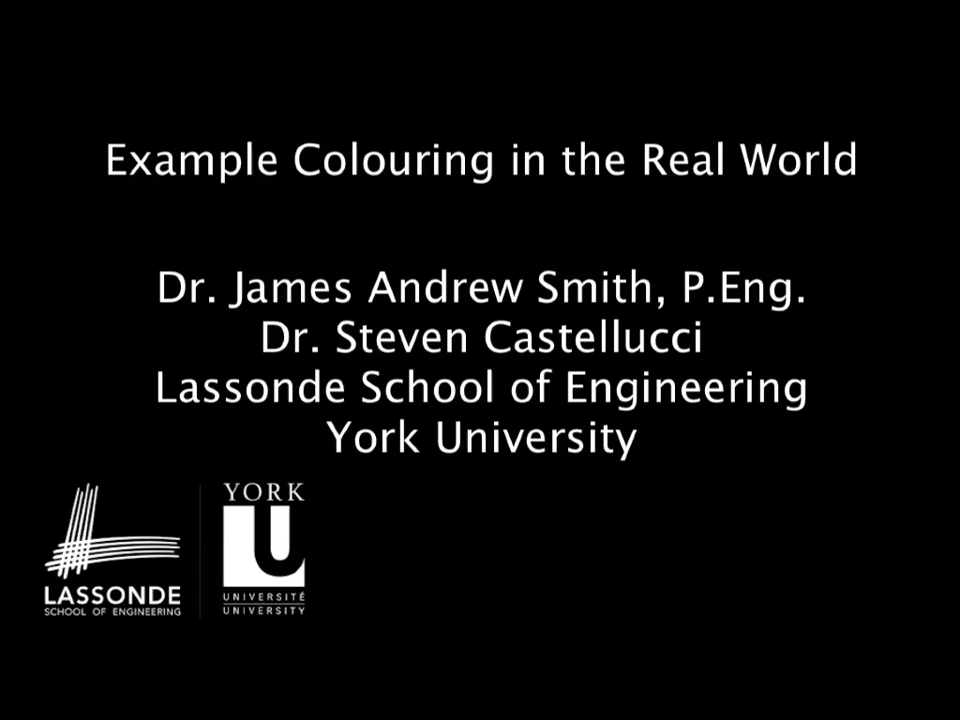 Example Colouring in the Real World
Dr. James Andrew Smith, P.Eng.
Dr. Steven Castellucci
Lassonde School of Engineering
York University
LASSONDE
SCHOOL OF ENGINEERING
YORK
U
UNIVERSITÉ
UNIVERSITY